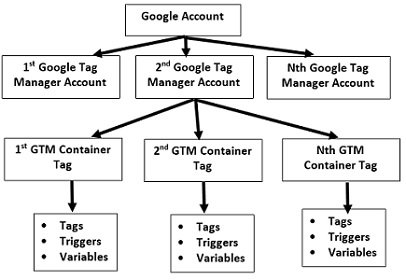 Google Account
1st Google Tag
Manager Account
2nd Google Tag
Manager Account
Nth Google Tag
Manager Account
1st GTM Container
Tag
2nd GTM Container
Tag
Nth GTM
Container Tag
• Tags
• Triggers
• Variables
• Tags
• Triggers
• Variables
• Tags
• Triggers
• Variables